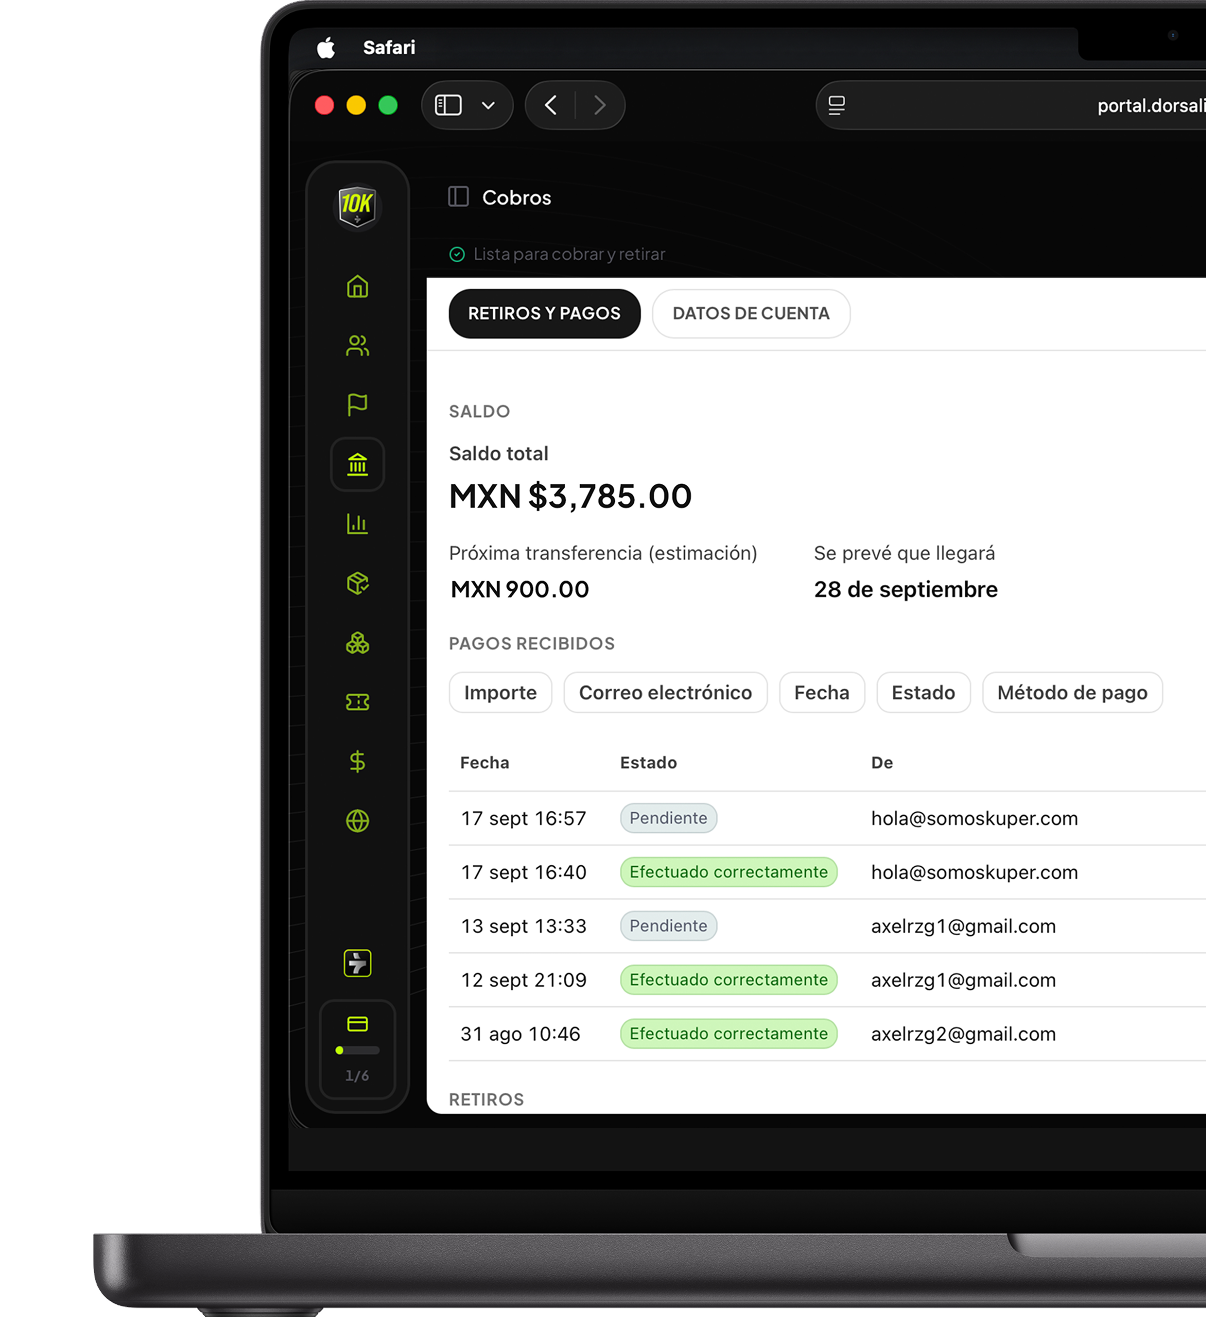 Safari
portal.dorsali
10K
Cobros
Lista para cobrar y retirar
RETIROS Y PAGOS
DATOS DE CUENTA
SALDO
Saldo total
MXN $3,785.00
Próxima transferencia (estimación)
Se prevé que llegará
MXN 900.00
28 de septiembre
PAGOS RECIBIDOS
Importe
Correo electrónico
Fecha
Estado
Método de pago
Fecha Estado De
17 sept 16:57 Pendiente hola@somoskuper.com
17 sept 16:40 Efectuado correctamente hola@somoskuper.com
13 sept 13:33 Pendiente axelrzg1@gmail.com
12 sept 21:09 Efectuado correctamente axelrzg1@gmail.com
31 ago 10:46 Efectuado correctamente axelrzg2@gmail.com
1/6
RETIROS